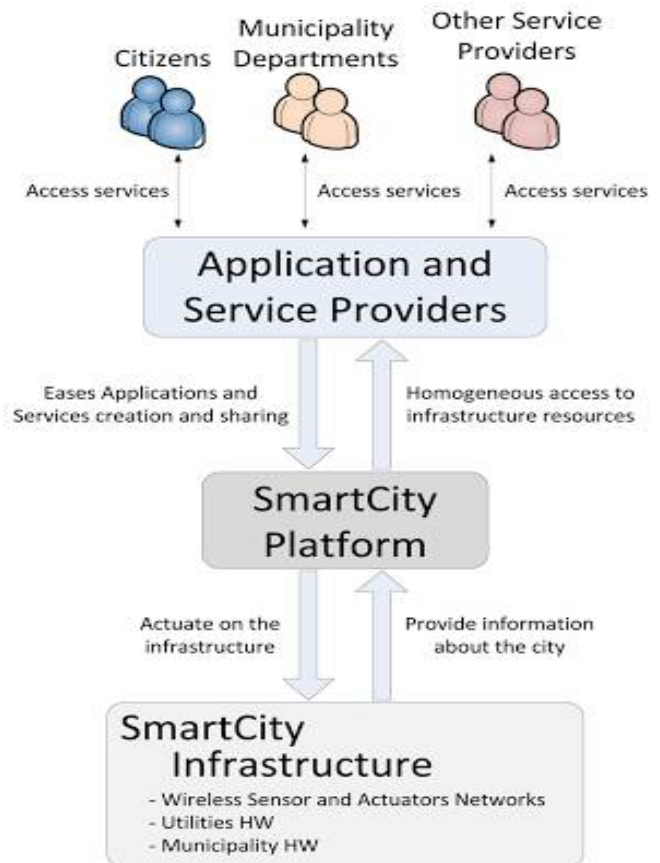 Citizens
Municipality
Departments
Other Service
Providers
Access services
Access services
Access services
Application and
Service Providers
Eases Applications and
Services creation and sharing
Homogeneous access to
infrastructure resources
SmartCity
Platform
Actuate on the
infrastructure
Provide information
about the city
SmartCity
Infrastructure
- Wireless Sensor and Actuators Networks
- Utilities HW
- Municipality HW